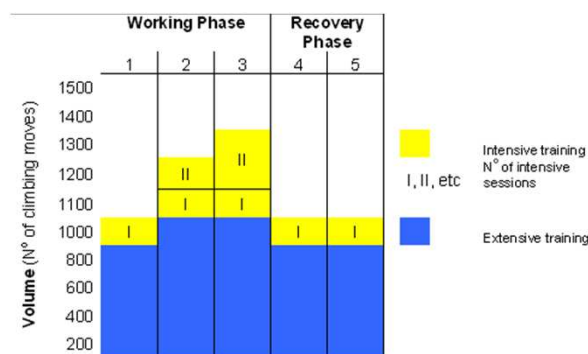 Working Phase
Recovery
Phase
1 2 3 4 5
Volume (N° of climbing moves)
1500
1400
1300
1200
1100
1000
800
600
400
200
II II
I I
I I I
Intensive training
I, II, etc
N° of intensive
sessions
Extensive training